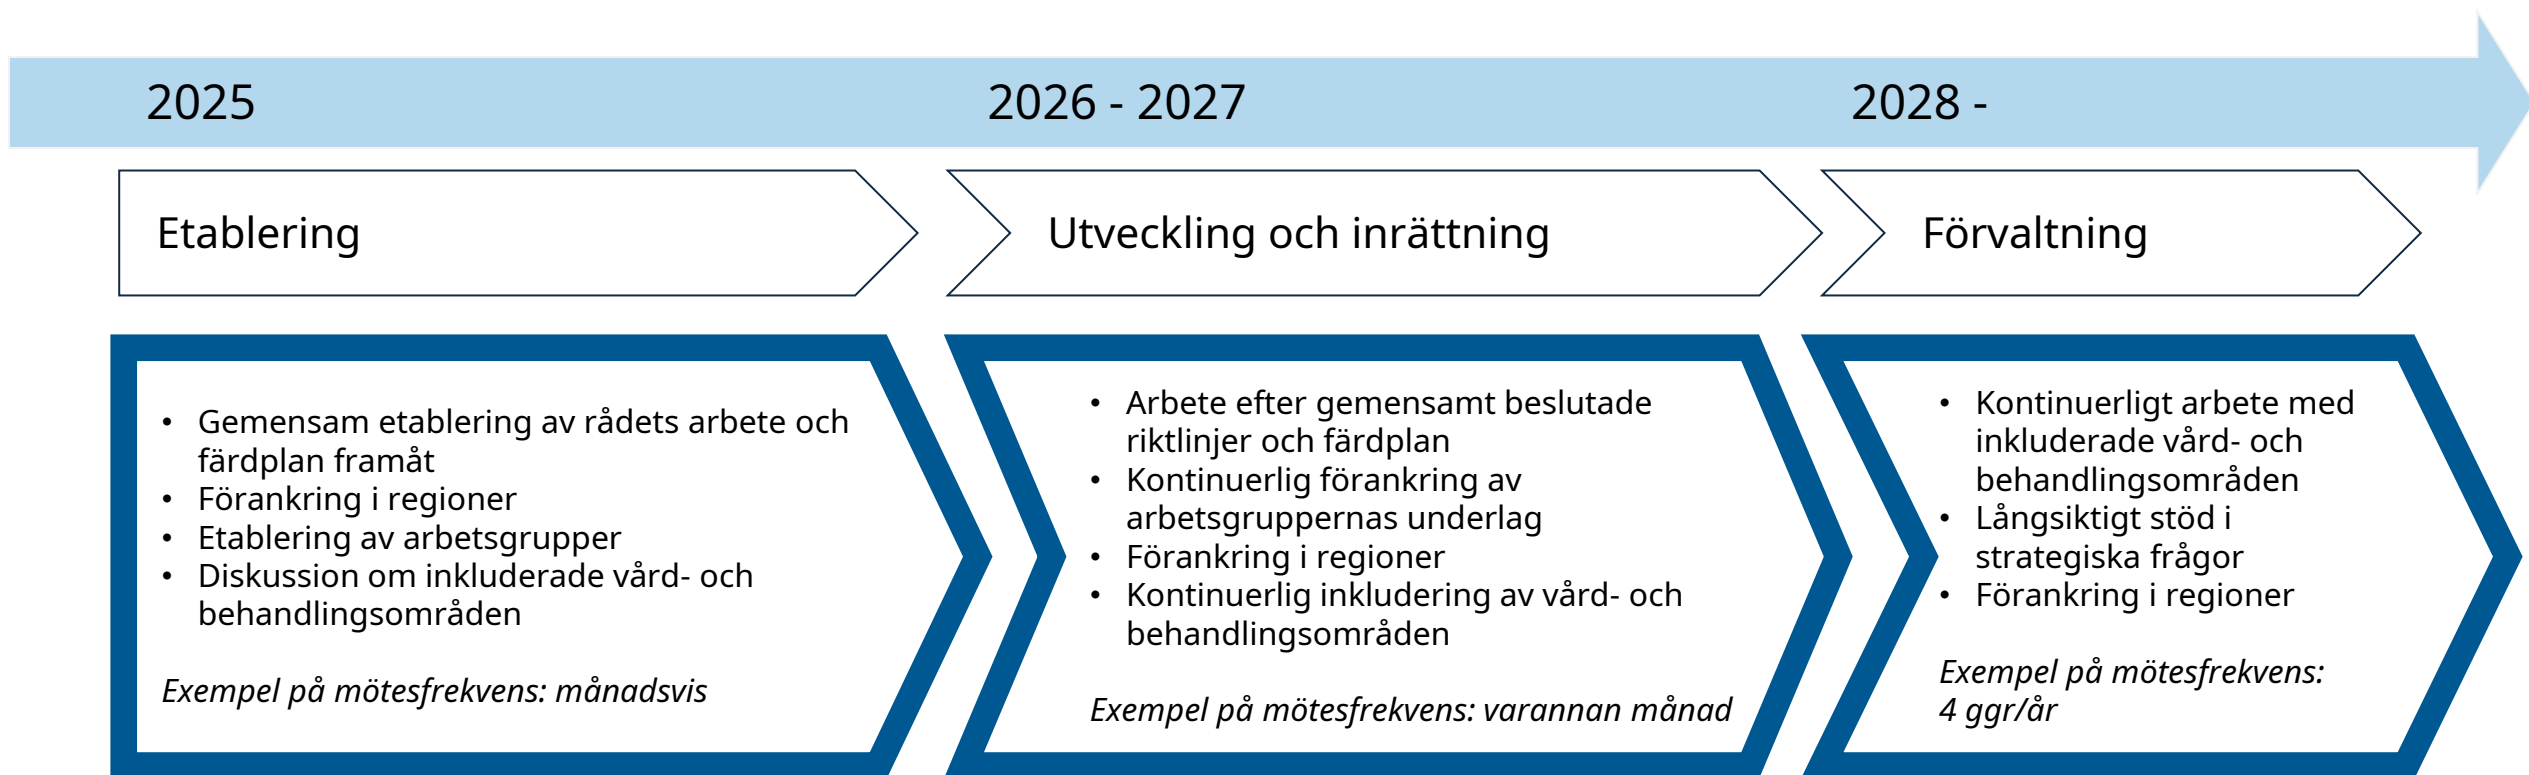 2025
2026 - 2027
2028 -
Etablering
Utveckling och inrättning
Förvaltning
• Gemensam etablering av rådets arbete och
färdplan framåt
• Förankring i regioner
• Etablering av arbetsgrupper
• Diskussion om inkluderade vård- och
behandlingsområden
Exempel på mötesfrekvens: månadsvis
• Arbete efter gemensamt beslutade
riktlinjer och färdplan
• Kontinuerlig förankring av
arbetsgruppernas underlag
• Förankring i regioner
• Kontinuerlig inkludering av vård- och
behandlingsområden
Exempel på mötesfrekvens: varannan månad
• Kontinuerligt arbete med
inkluderade vård- och
behandlingsområden
• Långsiktigt stöd i
strategiska frågor
• Förankring i regioner
Exempel på mötesfrekvens:
4 ggr/år